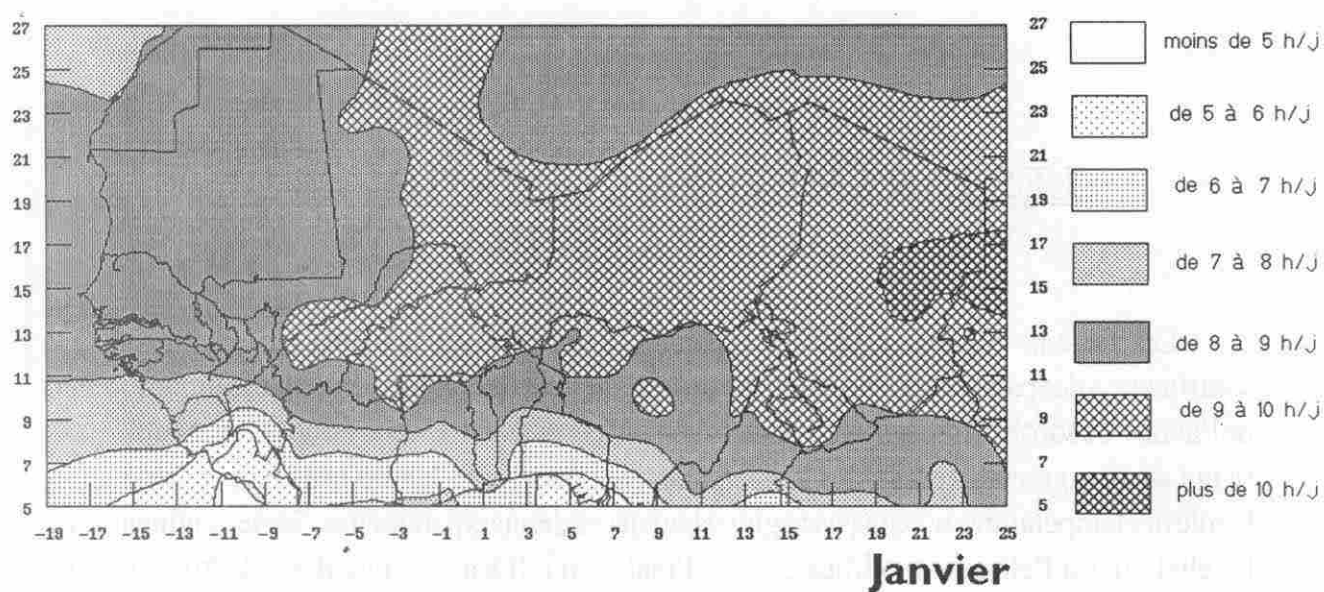 27
25
23
21
19
17
15
13
11
9
7
5
-19 -17 -15 -13 -11 -9 -7 -5 -3 -1 1 3 5 7 9 11 13 15 17 19 21 23 25
27
25
23
21
19
17
15
13
11
9
7
5
moins de 5 h/j
de 5 à 6 h/j
de 6 à 7 h/j
de 7 à 8 h/j
de 8 à 9 h/j
de 9 à 10 h/j
plus de 10 h/j
Janvier